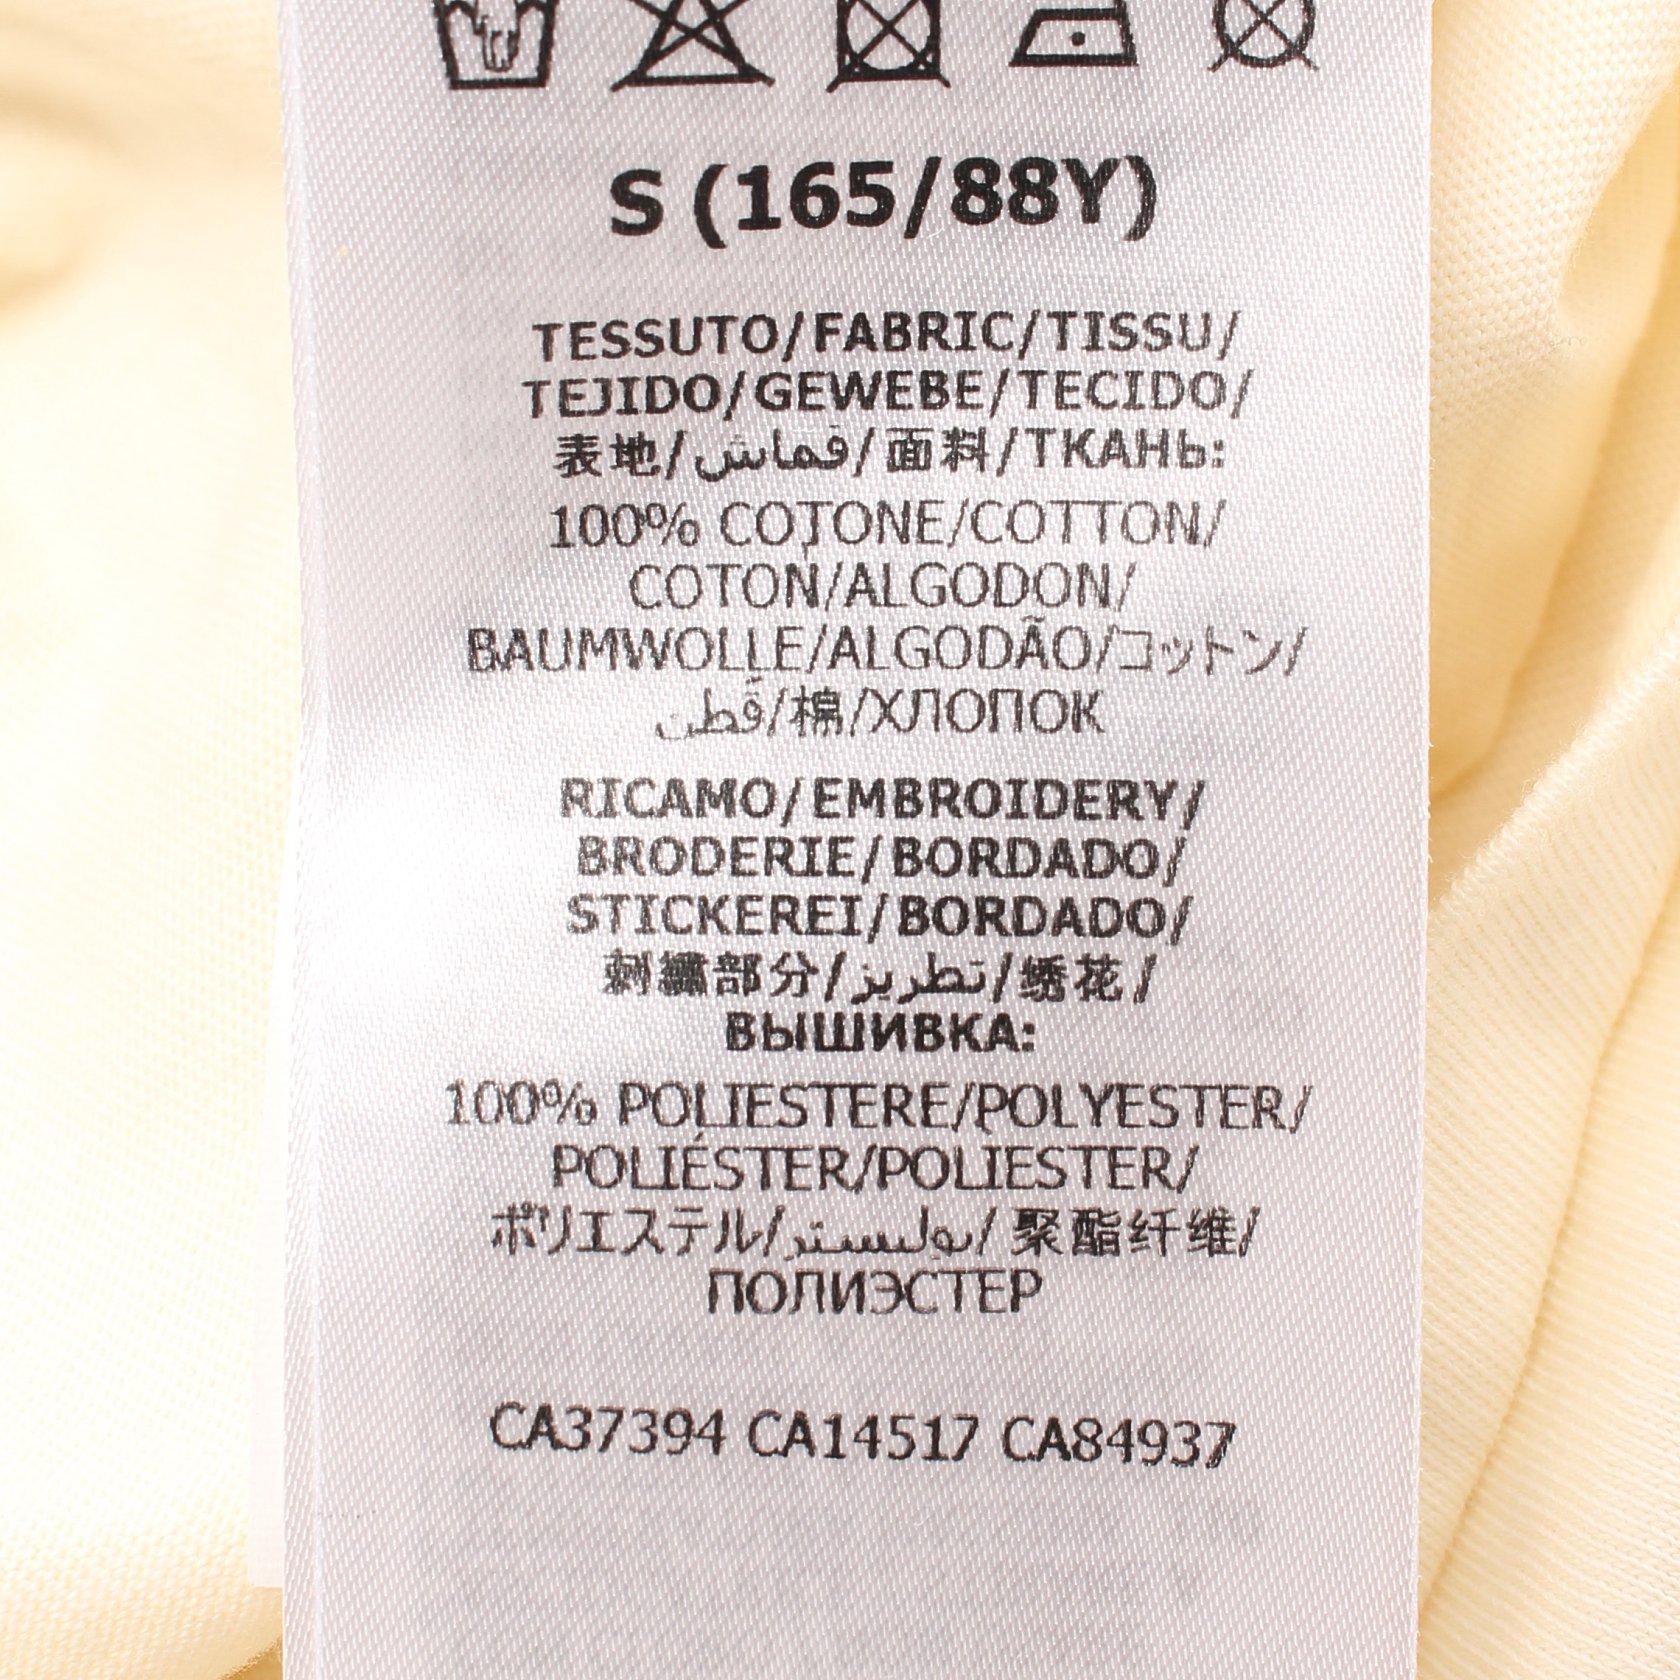 S (165/88Y)
TESSUTO/FABRIC/TISSU/
TEJIDO/GEWEBE/TECIDO/
表地/قماش/面料/ТКАНЬ:
100% COTONE/COTTON/
COTON/ALGODON/
BAUMWOLLE/ALGODÃO/コットン/
قطن/棉/ХЛОПОК
RICAMO/EMBROIDERY/
BRODERIE/BORDADO/
STICKEREI/BORDADO/
刺繍部分/تطريز/绣花/
ВЫШИВКА:
100% POLIESTERE/POLYESTER/
POLIÉSTER/POLIESTER/
ポリエステル/بوليستر/聚酯纤维/
ПОЛИЭСТЕР
CA37394 CA14517 CA84937